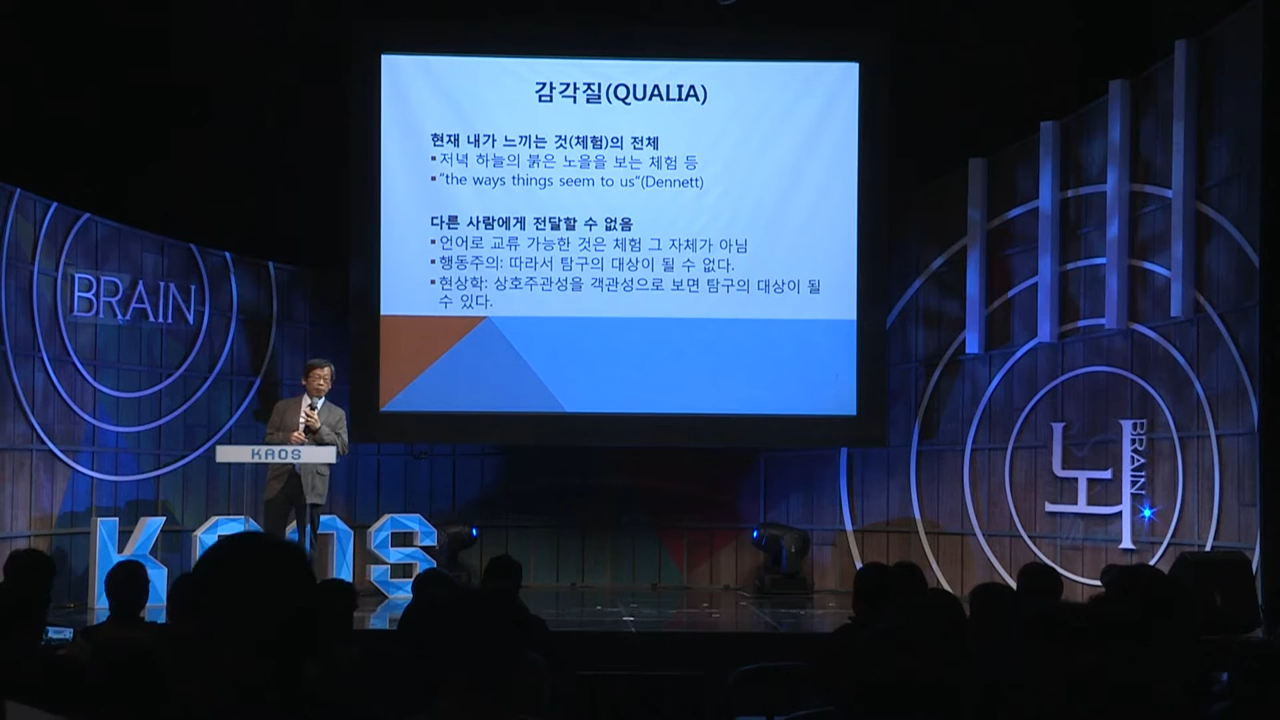 감각질(QUALIA)
현재 내가 느끼는 것(체험)의 전체
▪저녁 하늘의 붉은 노을을 보는 체험 등
▪“the ways things seem to us”(Dennett)
다른 사람에게 전달할 수 없음
▪언어로 교류 가능한 것은 체험 그 자체가 아님
▪행동주의: 따라서 탐구의 대상이 될 수 없다.
▪현상학: 상호주관성을 객관성으로 보면 탐구의 대상이 될
수 있다.
BRAIN
KAOS
KAOS
뇌
BRAIN